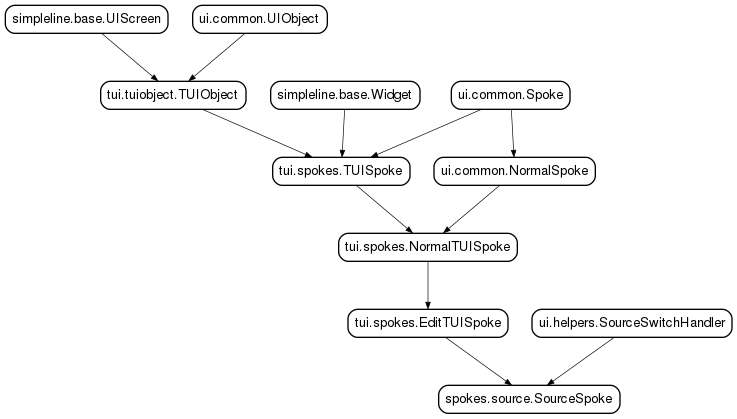 simpleline.base.UIScreen
ui.common.UIObject
tui.tuiobject.TUIObject
simpleline.base.Widget
ui.common.Spoke
tui.spokes.TUISpoke
ui.common.NormalSpoke
tui.spokes.NormalTUISpoke
tui.spokes.EditTUISpoke
ui.helpers.SourceSwitchHandler
spokes.source.SourceSpoke